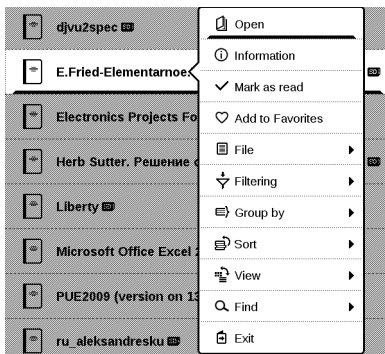 djvu2spec
E.Fried-Elementarnoe.
Electronics Projects Fo
Herb Sutter. Решение
Liberty
Microsoft Office Excel 2
PUE2009 (version on 13
ru_aleksandresku
Open
Information
Mark as read
Add to Favorites
File
Filtering
Group by
Sort
View
Find
Exit